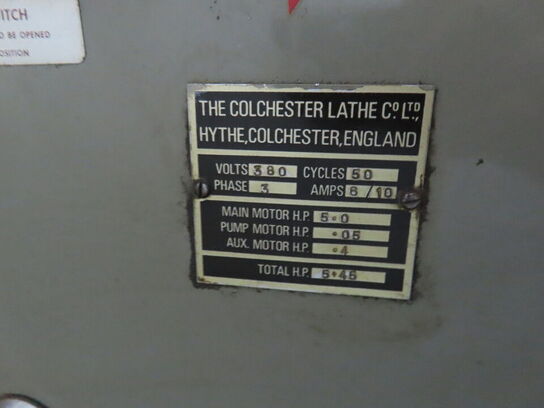 ITCH
D BE OPENED
OSITION
THE COLCHESTER LATHE CO. LTD.,
HYTHE, COLCHESTER, ENGLAND
VOLTS 380 CYCLES 50
PHASE 3 AMPS 8/10
MAIN MOTOR H.P. 5.0
PUMP MOTOR H.P. .05
AUX. MOTOR H.P. .4
TOTAL H.P. 5.45